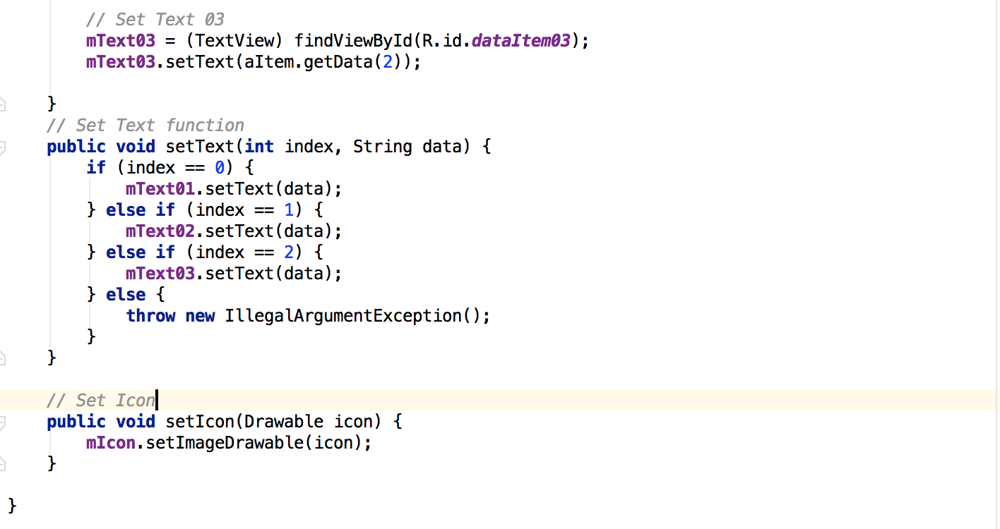 // Set Text 03
mText03 = (TextView) findViewById(R.id.dataItem03);
mText03.setText(aItem.getData(2));
}
// Set Text function
public void setText(int index, String data) {
if (index == 0) {
mText01.setText(data);
} else if (index == 1) {
mText02.setText(data);
} else if (index == 2) {
mText03.setText(data);
} else {
throw new IllegalArgumentException();
}
}
// Set Icon
public void setIcon(Drawable icon) {
mIcon.setImageDrawable(icon);
}
}